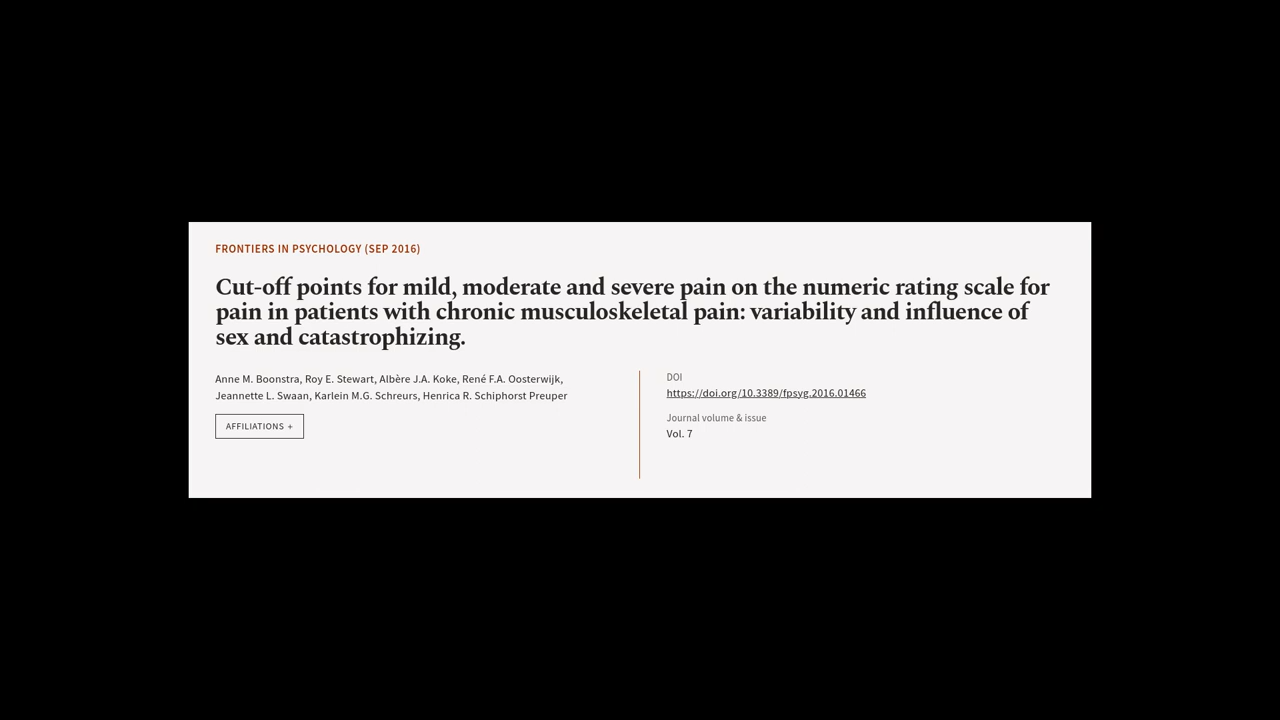 FRONTIERS IN PSYCHOLOGY (SEP 2016)
Cut-off points for mild, moderate and severe pain on the numeric rating scale for
pain in patients with chronic musculoskeletal pain: variability and influence of
sex and catastrophizing.
Anne M. Boonstra, Roy E. Stewart, Albère J.A. Koke, René F.A. Oosterwijk,
Jeannette L. Swaan, Karlein M.G. Schreurs, Henrica R. Schiphorst Preuper
AFFILIATIONS +
DOI
https://doi.org/10.3389/fpsyg.2016.01466
Journal volume & issue
Vol. 7